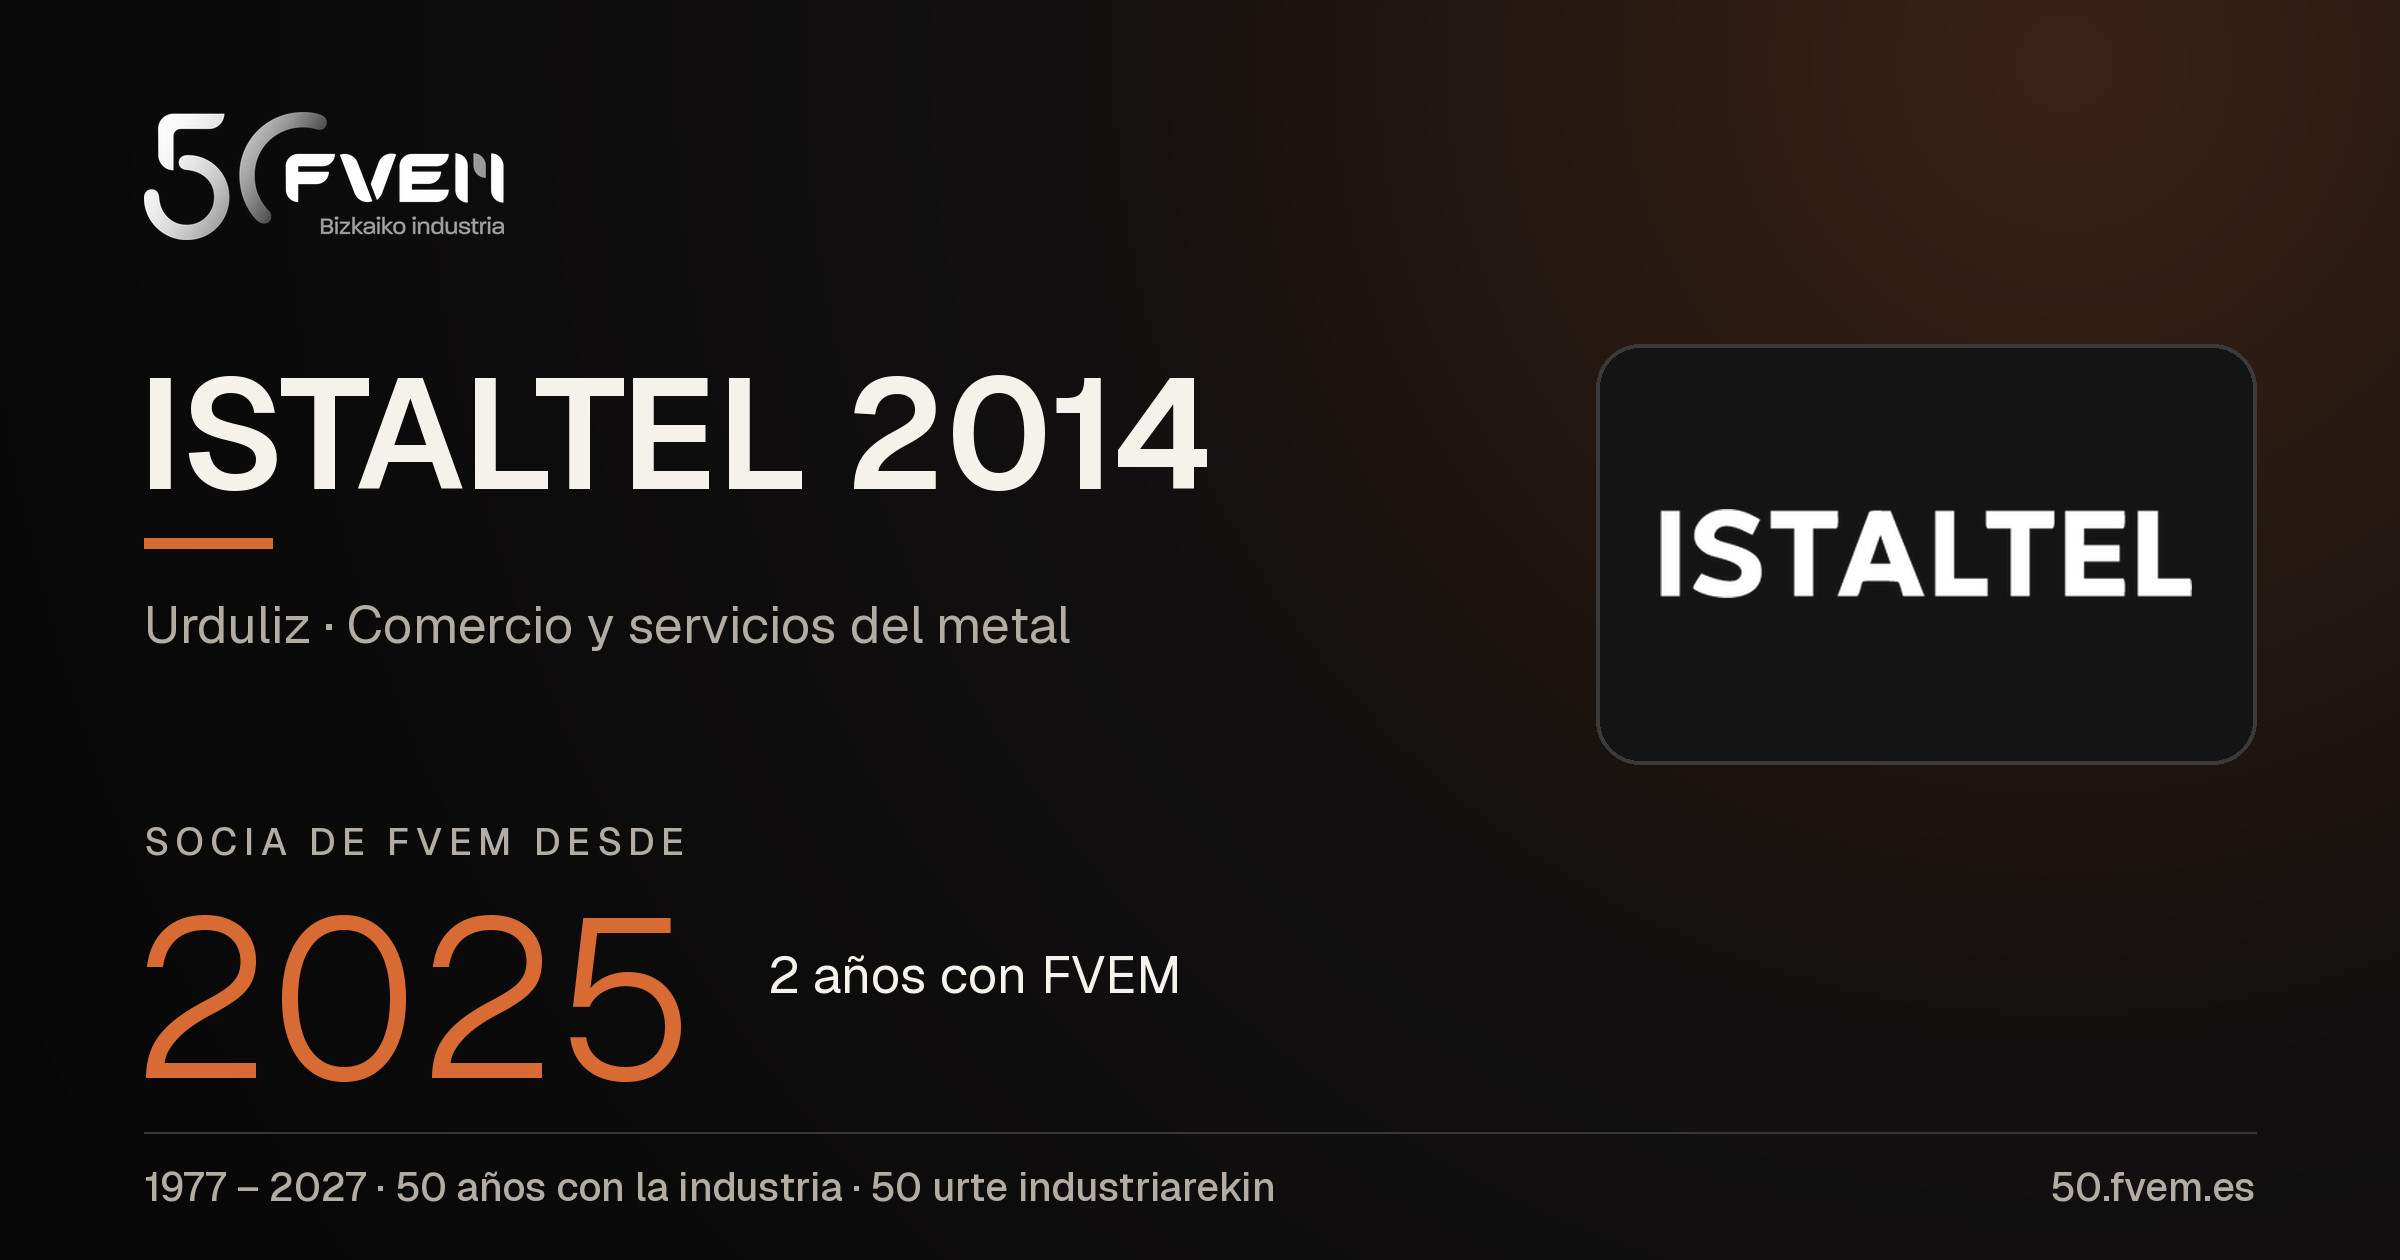 50 FVEM
Bizkaiko industria
ISTALTEL 2014
Urduliz · Comercio y servicios del metal
ISTALTEL
SOCIA DE FVEM DESDE
2025
2 años con FVEM
1977 – 2027 · 50 años con la industria · 50 urte industriarekin
50.fvem.es